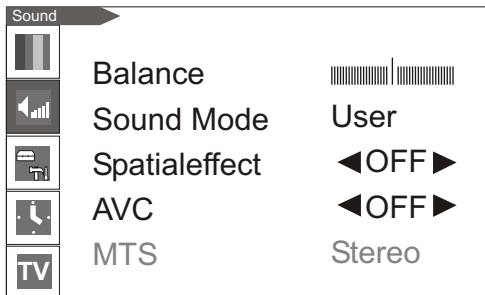 Sound
Balance
Sound Mode User
Spatialeffect ◀OFF▶
AVC ◀OFF▶
MTS Stereo
TV